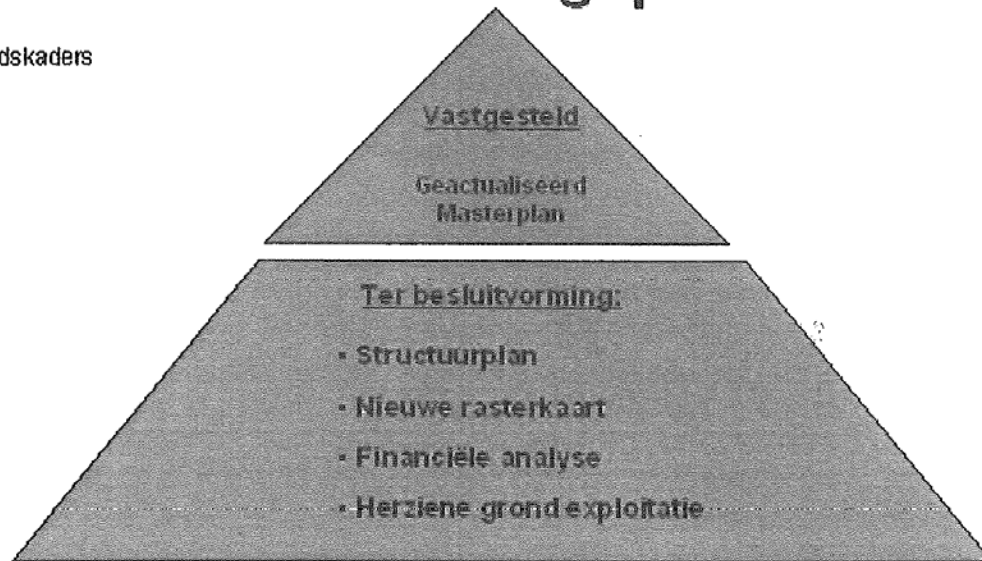 dskaders
Vastgesteld
Geactualiseerd
Masterplan
Ter besluitvorming:
- Structuurplan
- Nieuwe rasterkaart
- Financiële analyse
- Herziene grond exploitatie